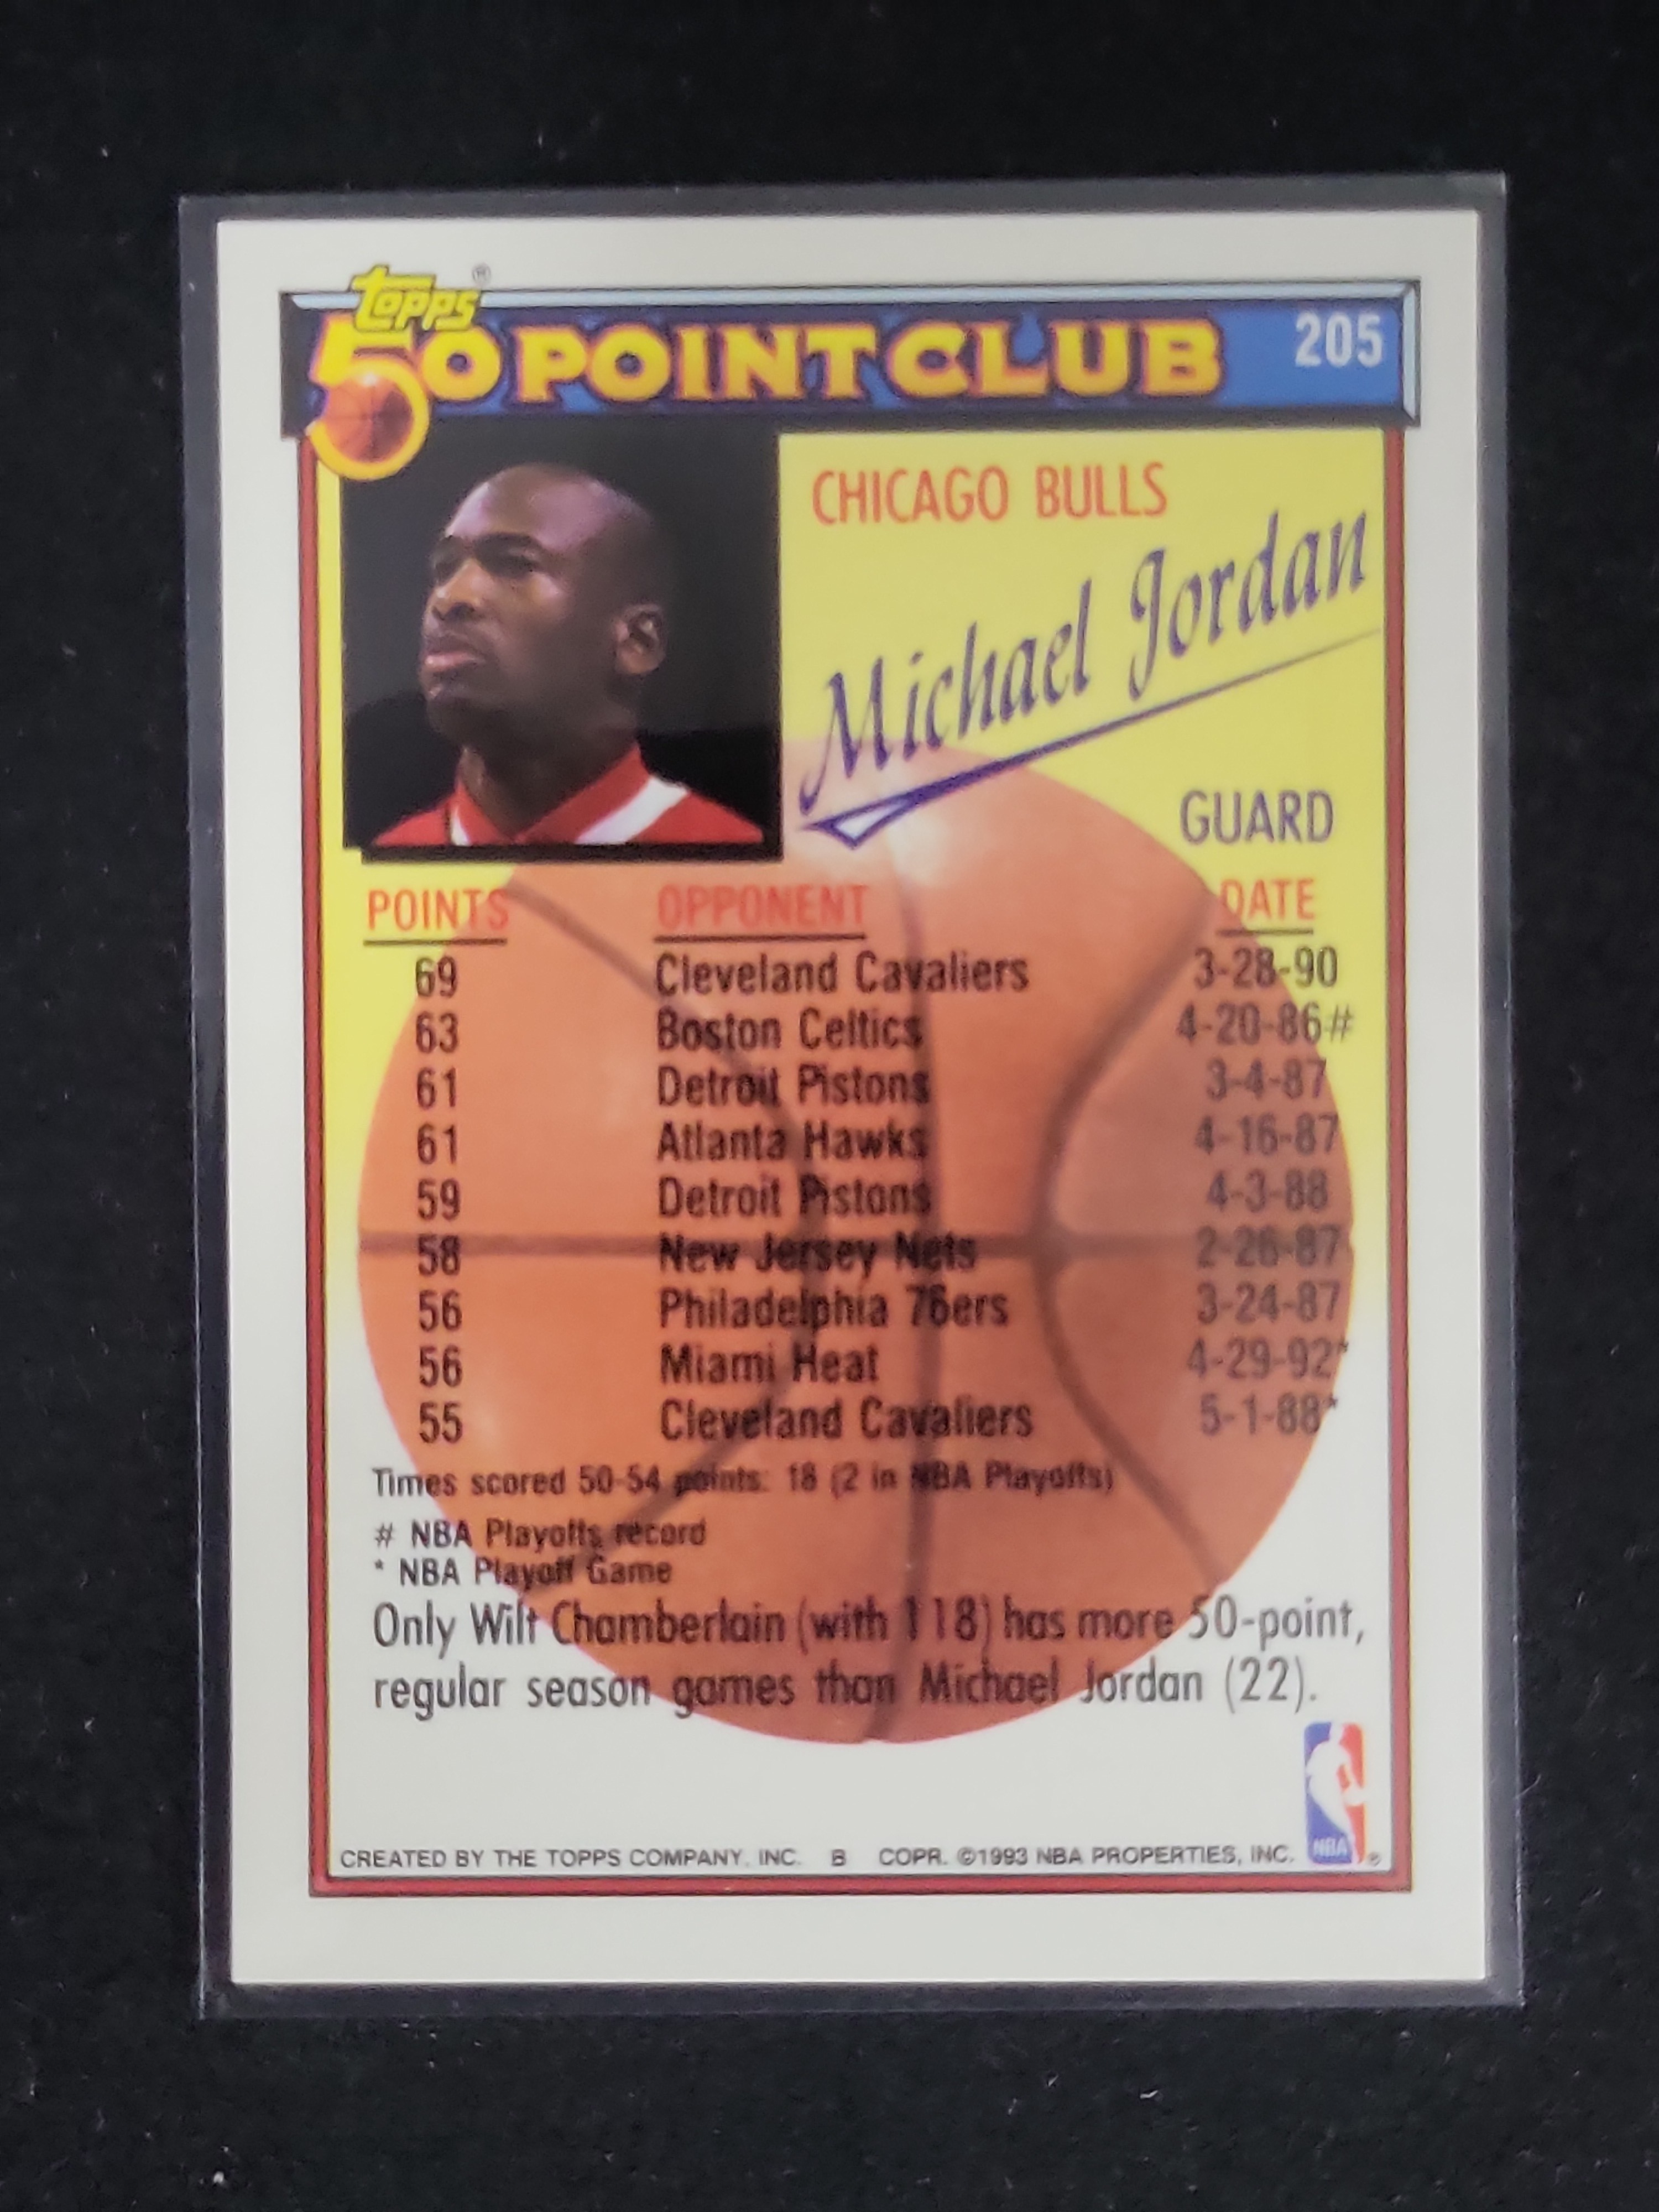 topps®
50 POINT CLUB 205
CHICAGO BULLS
Michael Jordan
GUARD
POINTS OPPONENT DATE
69 Cleveland Cavaliers 3-28-90
63 Boston Celtics 4-20-86#
61 Detroit Pistons 3-4-87
61 Atlanta Hawks 4-16-87
59 Detroit Pistons 4-3-88
58 New Jersey Nets 2-26-87
56 Philadelphia 76ers 3-24-87
56 Miami Heat 4-29-92*
55 Cleveland Cavaliers 5-1-88*
Times scored 50-54 points: 18 (2 in NBA Playoffs)
# NBA Playoffs record
* NBA Playoff Game
Only Wilt Chamberlain (with 118) has more 50-point,
regular season games than Michael Jordan (22).
NBA ®
CREATED BY THE TOPPS COMPANY, INC. B COPR. ©1993 NBA PROPERTIES, INC.